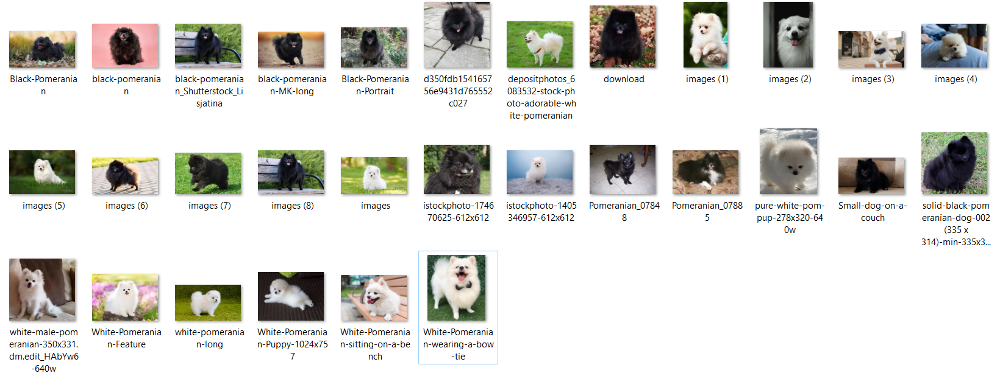 Black-Pomerania
n
black-pomerania
n
black-pomerania
n_Shutterstock_Li
sjatina
black-pomerania
n-MK-long
Black-Pomerania
n-Portrait
d350fdb1541657
56e9431d765552
c027
depositphotos_6
083532-stock-ph
oto-adorable-wh
ite-pomeranian
download
images (1)
images (2)
images (3)
images (4)
images (5)
images (6)
images (7)
images (8)
images
istockphoto-1746
70625-612x612
istockphoto-1405
346957-612x612
Pomeranian_0784
8
Pomeranian_0788
5
pure-white-pom-
pup-278x320-64
0w
Small-dog-on-a-
couch
solid-black-pom
eranian-dog-002
(335 x
314)-min-335x3...
white-male-pom
eranian-350x331.
dm.edit_HAbYw6
-640w
White-Pomerania
n-Feature
white-pomerania
n-long
White-Pomerania
n-Puppy-1024x75
7
White-Pomerania
n-sitting-on-a-be
nch
White-Pomerania
n-wearing-a-bow
-tie